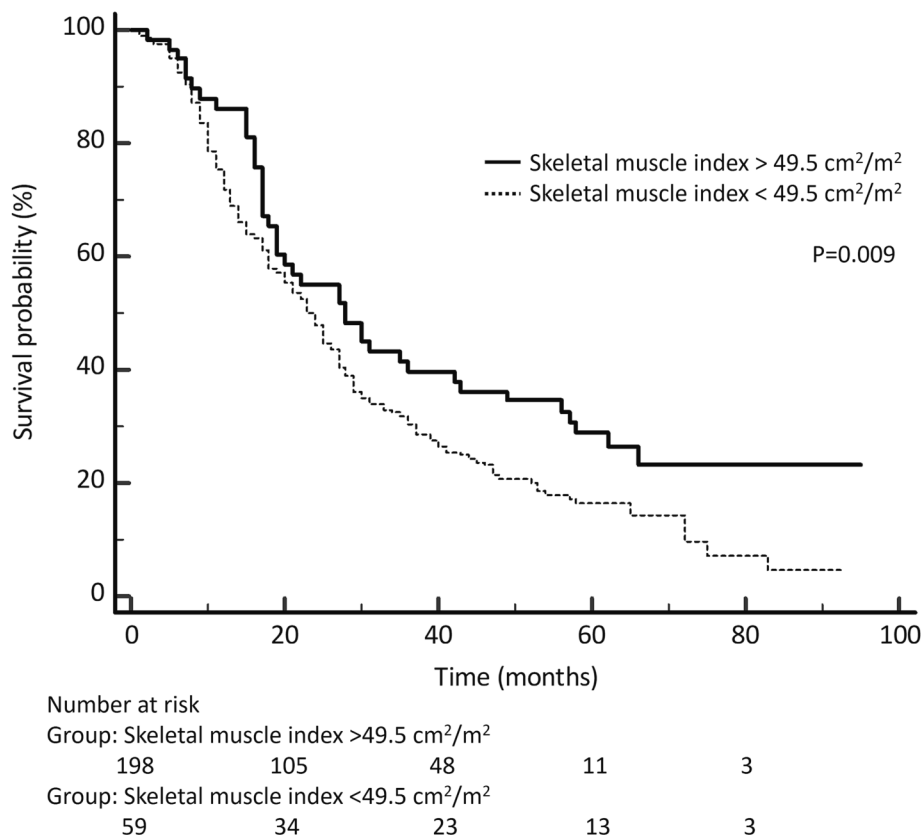 100
80
60
40
20
0
Survival probability (%)
Skeletal muscle index > 49.5 cm²/m²
Skeletal muscle index < 49.5 cm²/m²
P=0.009
0 20 40 60 80 100
Time (months)
Number at risk
Group: Skeletal muscle index >49.5 cm²/m²
198 105 48 11 3
Group: Skeletal muscle index <49.5 cm²/m²
59 34 23 13 3